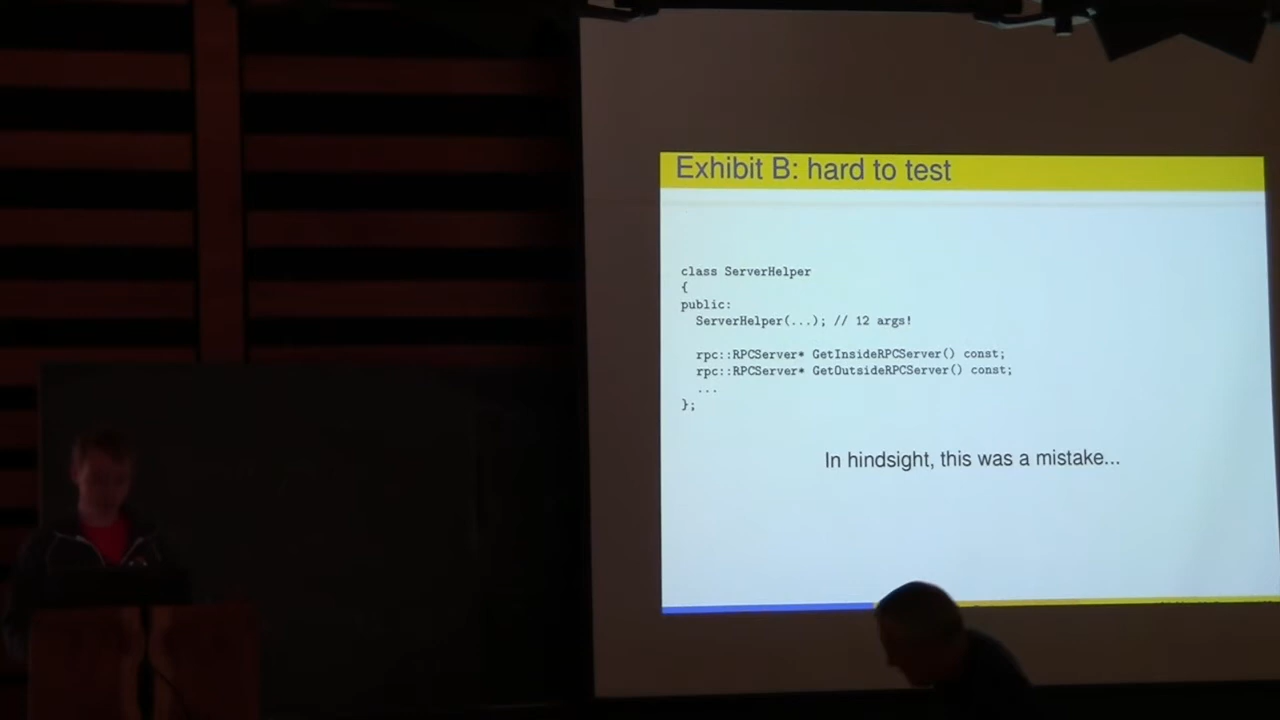 Exhibit B: hard to test
class ServerHelper
{
public:
ServerHelper(...); // 12 args!
rpc::RPCServer* GetInsideRPCServer() const;
rpc::RPCServer* GetOutsideRPCServer() const;
...
};
In hindsight, this was a mistake...